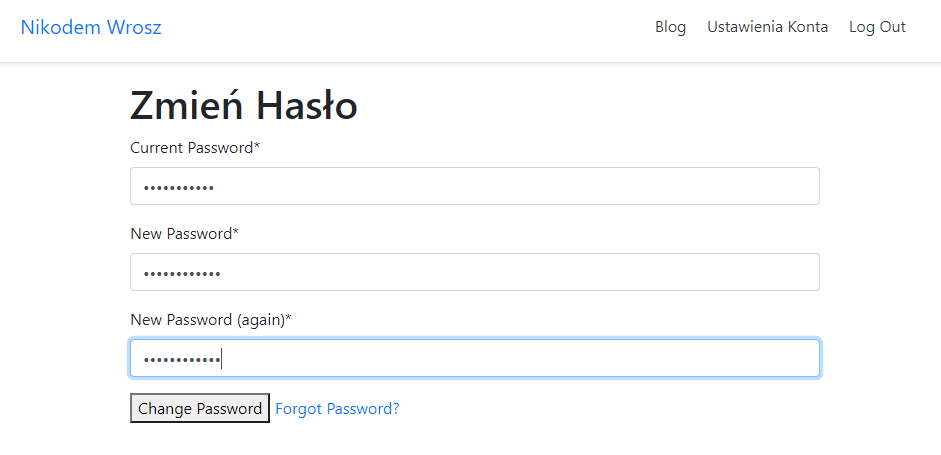 Nikodem Wrosz Blog Ustawienia Konta Log Out
Zmień Hasło
Current Password*
•••••••••••
New Password*
••••••••••••
New Password (again)*
••••••••••••
Change Password Forgot Password?